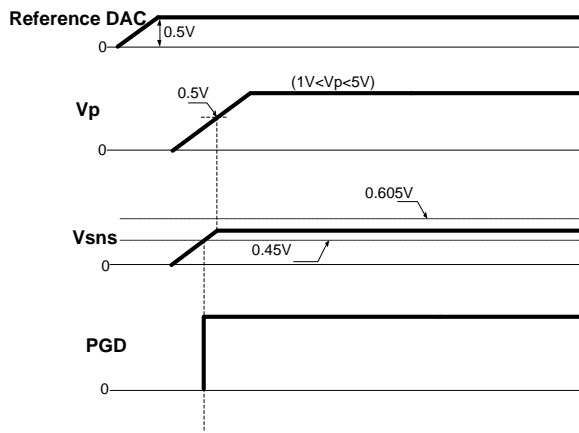 Reference DAC
0.5V
0
(1V<Vp<5V)
0.5V
Vp
0
0.605V
Vsns
0.45V
0
PGD
0